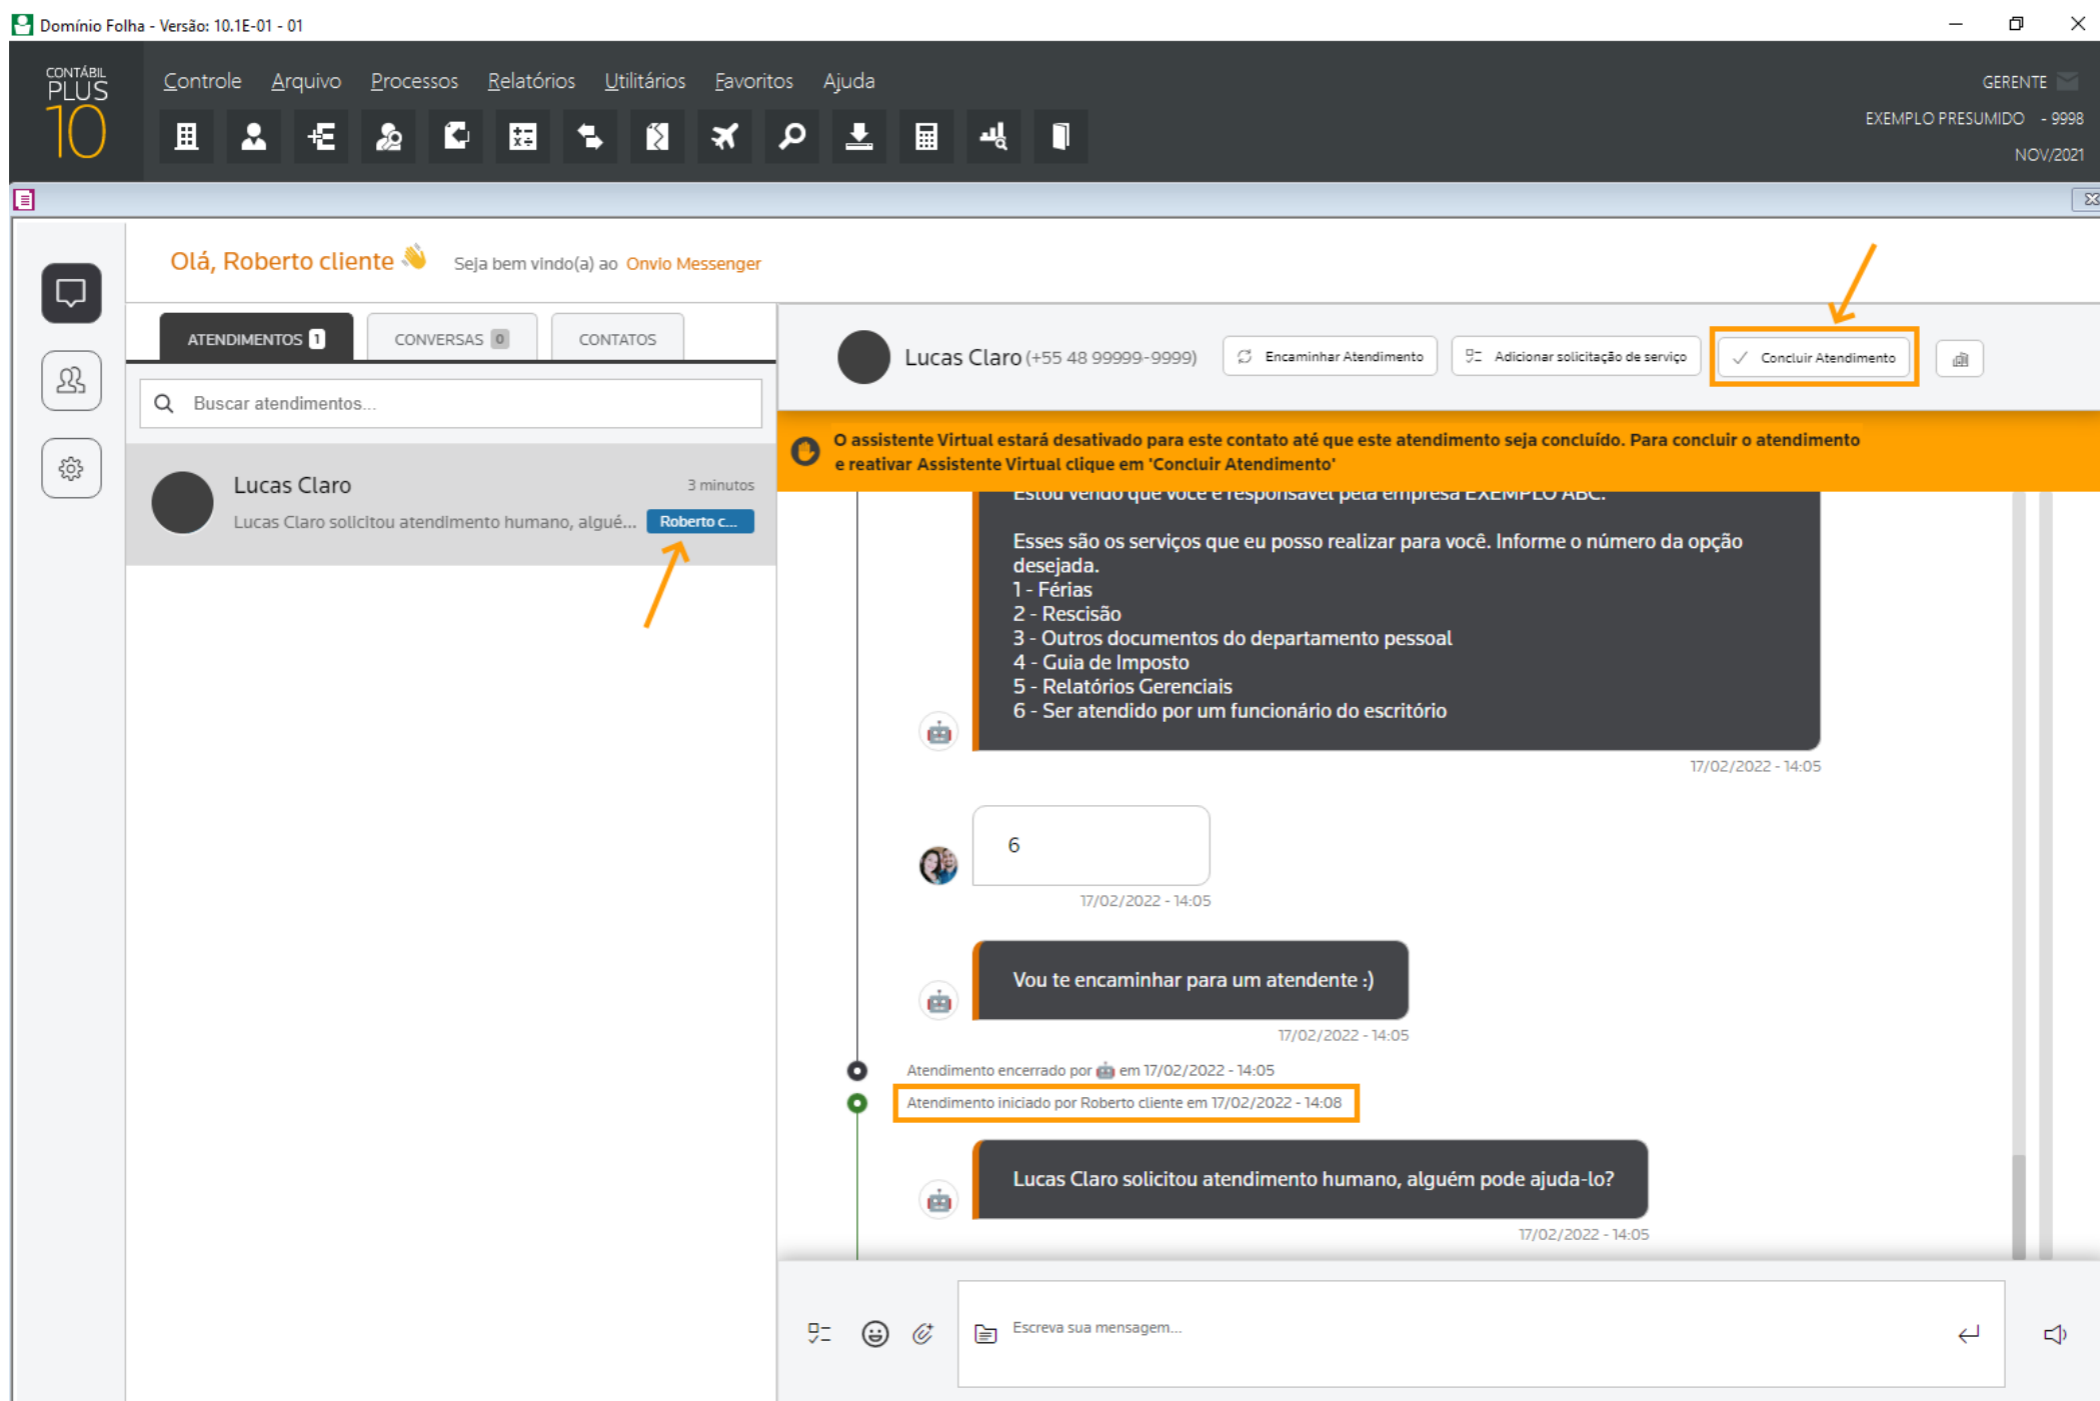 Domínio Folha - Versão: 10.1E-01 - 01
CONTÁBIL
PLUS
10
Controle Arquivo Processos Relatórios Utilitários Favoritos Ajuda
GERENTE
EXEMPLO PRESUMIDO - 9998
NOV/2021
Olá, Roberto cliente Seja bem vindo(a) ao Onvio Messenger
ATENDIMENTOS 1
CONVERSAS 0
CONTATOS
Buscar atendimentos...
Lucas Claro
3 minutos
Lucas Claro solicitou atendimento humano, algué...
Roberto c...
Lucas Claro (+55 48 99999-9999)
Encaminhar Atendimento
Adicionar solicitação de serviço
Concluir Atendimento
O assistente Virtual estará desativado para este contato até que este atendimento seja concluído. Para concluir o atendimento
e reativar Assistente Virtual clique em 'Concluir Atendimento'
Estou vendo que você é responsável pela empresa EXEMPLO ABC.
Esses são os serviços que eu posso realizar para você. Informe o número da opção
desejada.
1 - Férias
2 - Rescisão
3 - Outros documentos do departamento pessoal
4 - Guia de Imposto
5 - Relatórios Gerenciais
6 - Ser atendido por um funcionário do escritório
17/02/2022 - 14:05
6
17/02/2022 - 14:05
Vou te encaminhar para um atendente :)
17/02/2022 - 14:05
Atendimento encerrado por 🤖 em 17/02/2022 - 14:05
Atendimento iniciado por Roberto cliente em 17/02/2022 - 14:08
Lucas Claro solicitou atendimento humano, alguém pode ajuda-lo?
17/02/2022 - 14:05
Escreva sua mensagem...